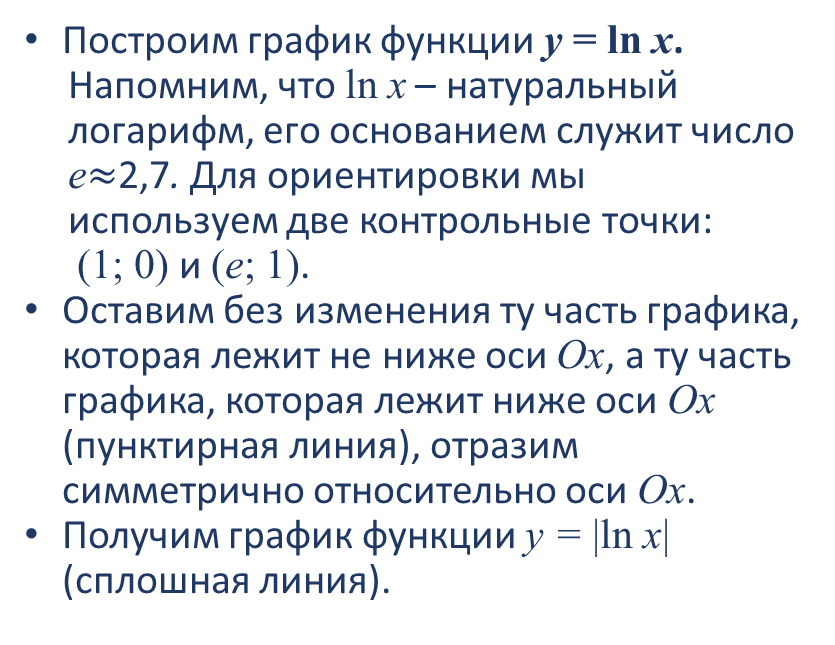 • Построим график функции y = ln x.
Напомним, что ln x – натуральный
логарифм, его основанием служит число
e≈2,7. Для ориентировки мы
используем две контрольные точки:
(1; 0) и (e; 1).
• Оставим без изменения ту часть графика,
которая лежит не ниже оси Ox, а ту часть
графика, которая лежит ниже оси Ox
(пунктирная линия), отразим
симметрично относительно оси Ox.
• Получим график функции y = |ln x|
(сплошная линия).